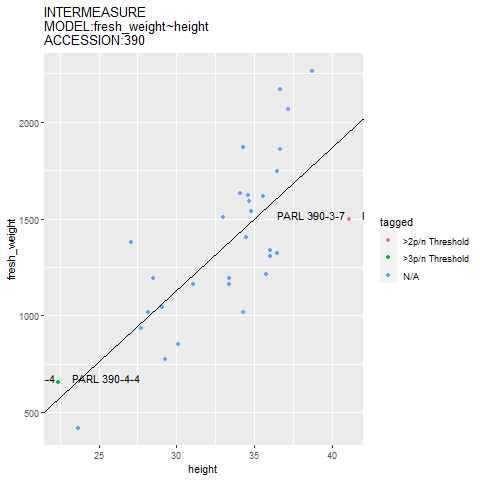 INTERMEASURE
MODEL:fresh_weight~height
ACCESSION:390
2000
1500
1000
500
fresh_weight
PARL 390-3-7
-4
PARL 390-4-4
25
30
35
40
height
tagged
>2p/n Threshold
>3p/n Threshold
N/A